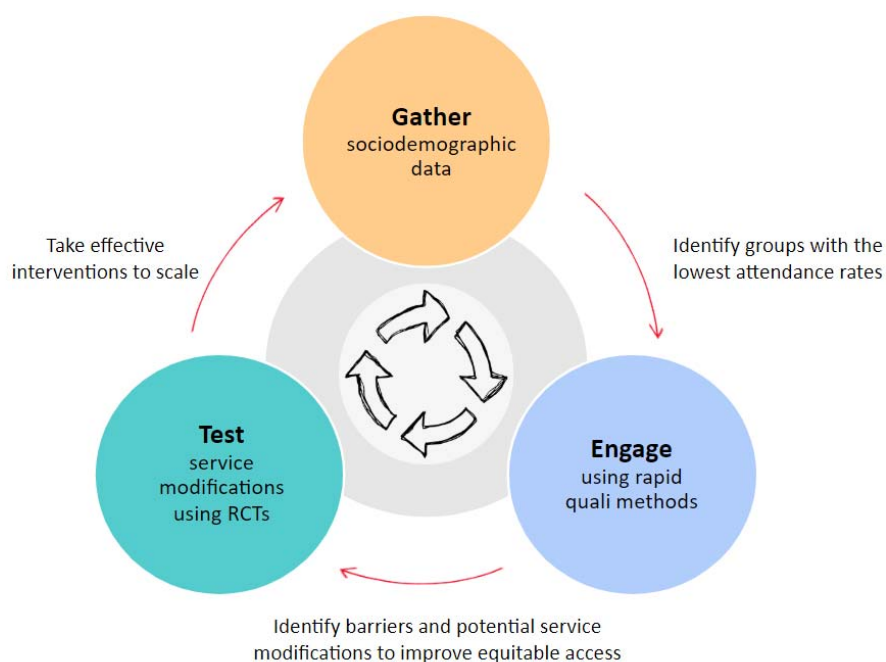 Gather
sociodemographic
data
Take effective
interventions to scale
Identify groups with the
lowest attendance rates
Test
service
modifications
using RCTs
Engage
using rapid
quali methods
Identify barriers and potential service
modifications to improve equitable access